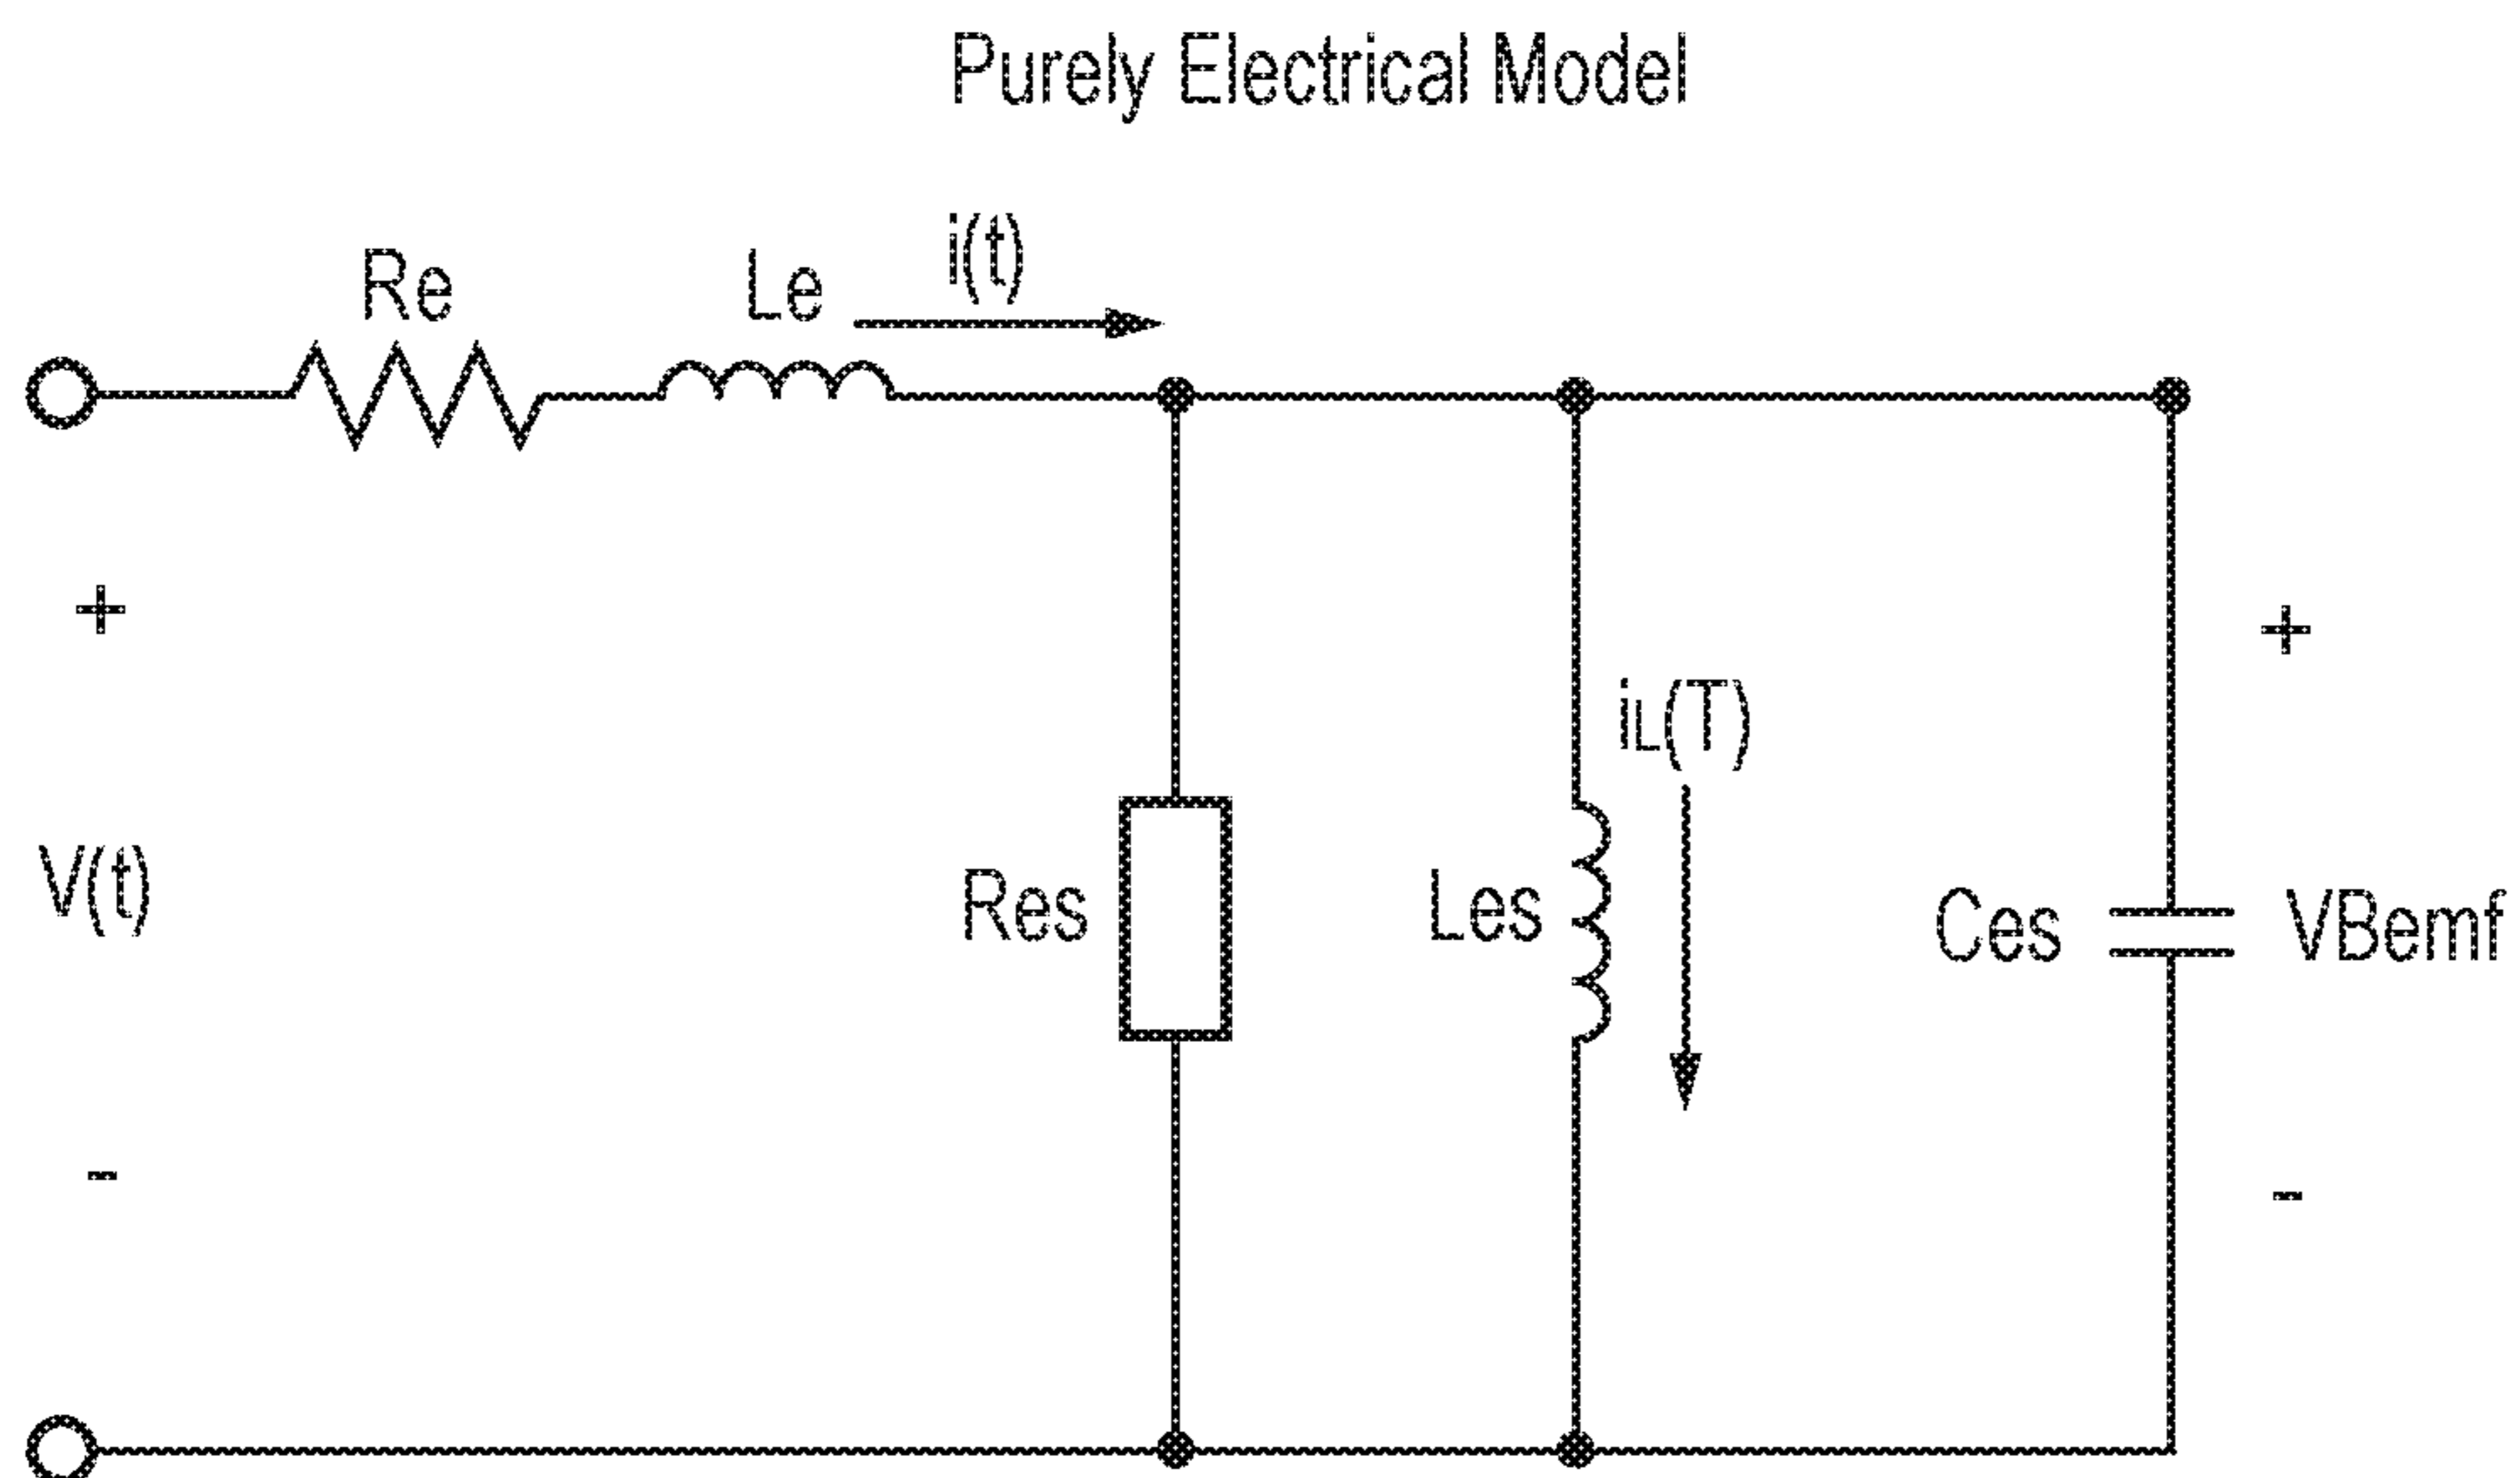 Purely Electrical Model
i(t)
Re
Le
+
+
iL(T)
V(t)
Res
Les
Ces
VBemf
-
-